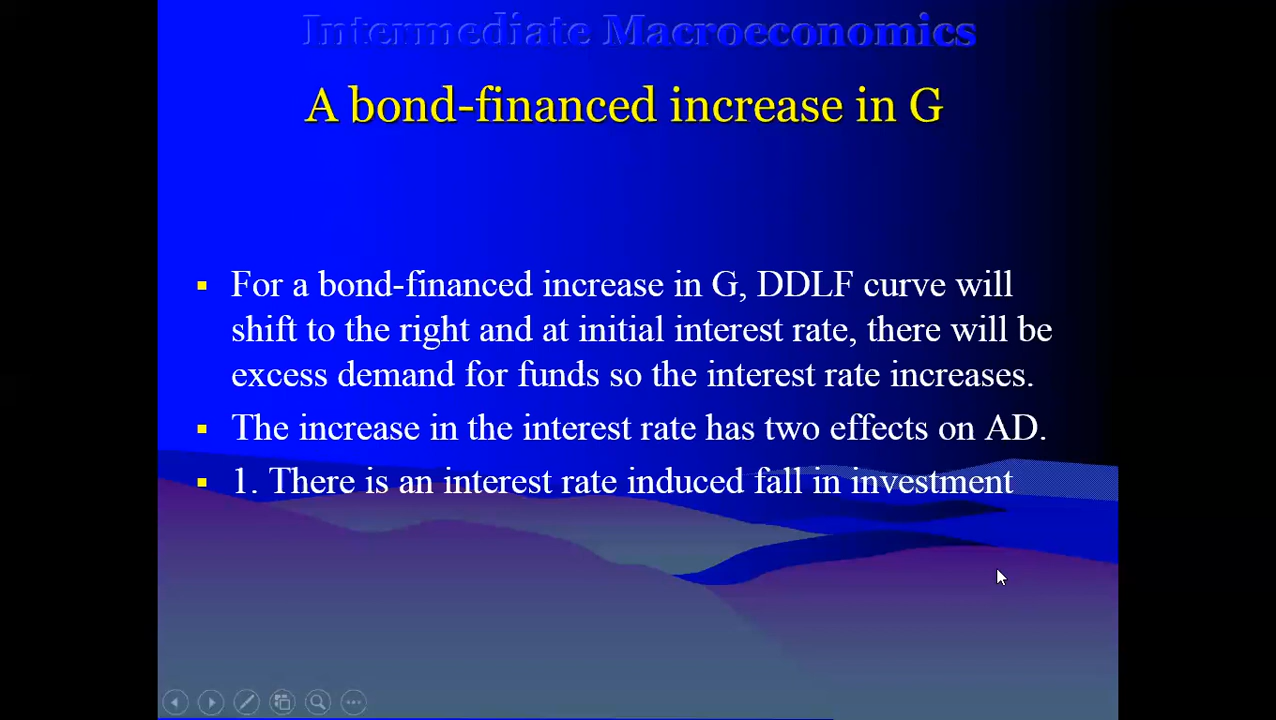 Intermediate Macroeconomics
A bond-financed increase in G
▪ For a bond-financed increase in G, DDLF curve will
shift to the right and at initial interest rate, there will be
excess demand for funds so the interest rate increases.
▪ The increase in the interest rate has two effects on AD.
▪ 1. There is an interest rate induced fall in investment